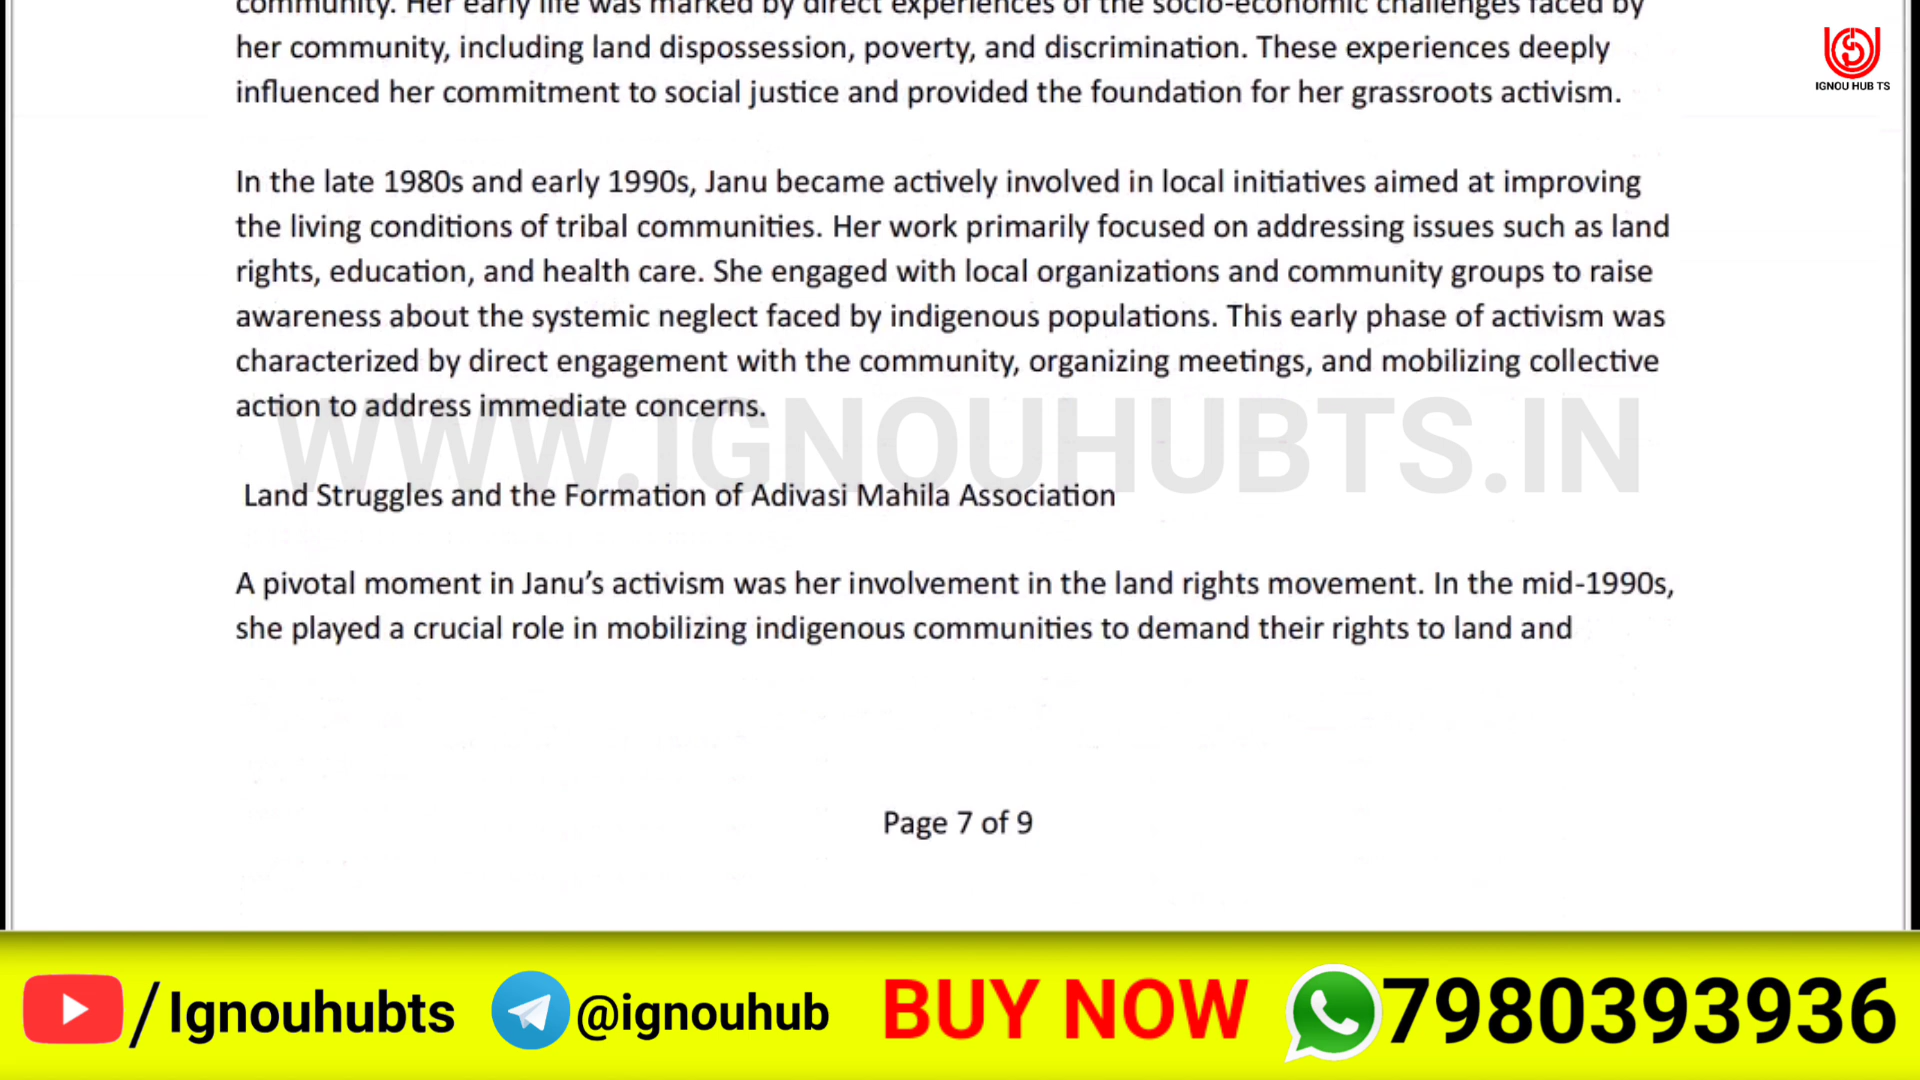 community. Her early life was marked by direct experiences of the socio-economic challenges faced by
her community, including land dispossession, poverty, and discrimination. These experiences deeply
influenced her commitment to social justice and provided the foundation for her grassroots activism.
IGNOU HUB TS
In the late 1980s and early 1990s, Janu became actively involved in local initiatives aimed at improving
the living conditions of tribal communities. Her work primarily focused on addressing issues such as land
rights, education, and health care. She engaged with local organizations and community groups to raise
awareness about the systemic neglect faced by indigenous populations. This early phase of activism was
characterized by direct engagement with the community, organizing meetings, and mobilizing collective
action to address immediate concerns.
WWW.IGNOUHUBTS.IN
Land Struggles and the Formation of Adivasi Mahila Association
A pivotal moment in Janu’s activism was her involvement in the land rights movement. In the mid-1990s,
she played a crucial role in mobilizing indigenous communities to demand their rights to land and
Page 7 of 9
/Ignouhubts @ignouhub BUY NOW 7980393936